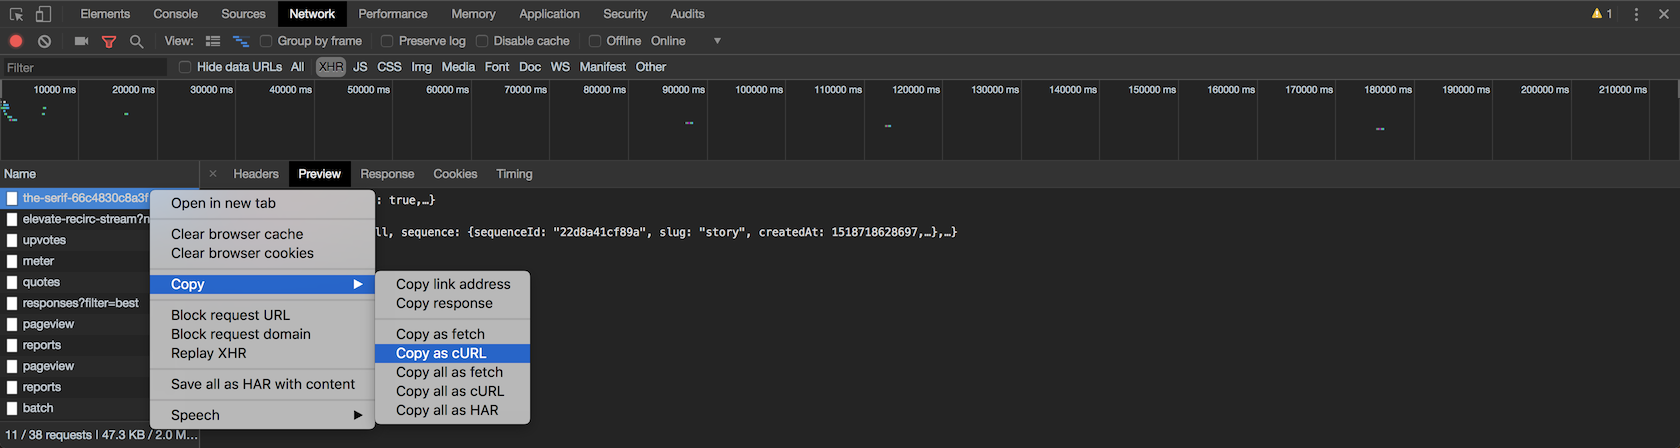 Elements Console Sources Network Performance Memory Application Security Audits 1
View: Group by frame Preserve log Disable cache Offline Online
Filter Hide data URLs All XHR JS CSS Img Media Font Doc WS Manifest Other
10000 ms 20000 ms 30000 ms 40000 ms 50000 ms 60000 ms 70000 ms 80000 ms 90000 ms 100000 ms 110000 ms 120000 ms 130000 ms 140000 ms 150000 ms 160000 ms 170000 ms 180000 ms 190000 ms 200000 ms 210000 ms
Name × Headers Preview Response Cookies Timing
the-serif-66c4830c8a3f
elevate-recirc-stream?n
upvotes
meter
quotes
responses?filter=best
pageview
reports
pageview
reports
batch
11 / 38 requests | 47.3 KB / 2.0 M...
: true,…}
ll, sequence: {sequenceId: "22d8a41cf89a", slug: "story", createdAt: 1518718628697,…},…}
Open in new tab
Clear browser cache
Clear browser cookies
Copy
Block request URL
Block request domain
Replay XHR
Save all as HAR with content
Speech
Copy link address
Copy response
Copy as fetch
Copy as cURL
Copy all as fetch
Copy all as cURL
Copy all as HAR